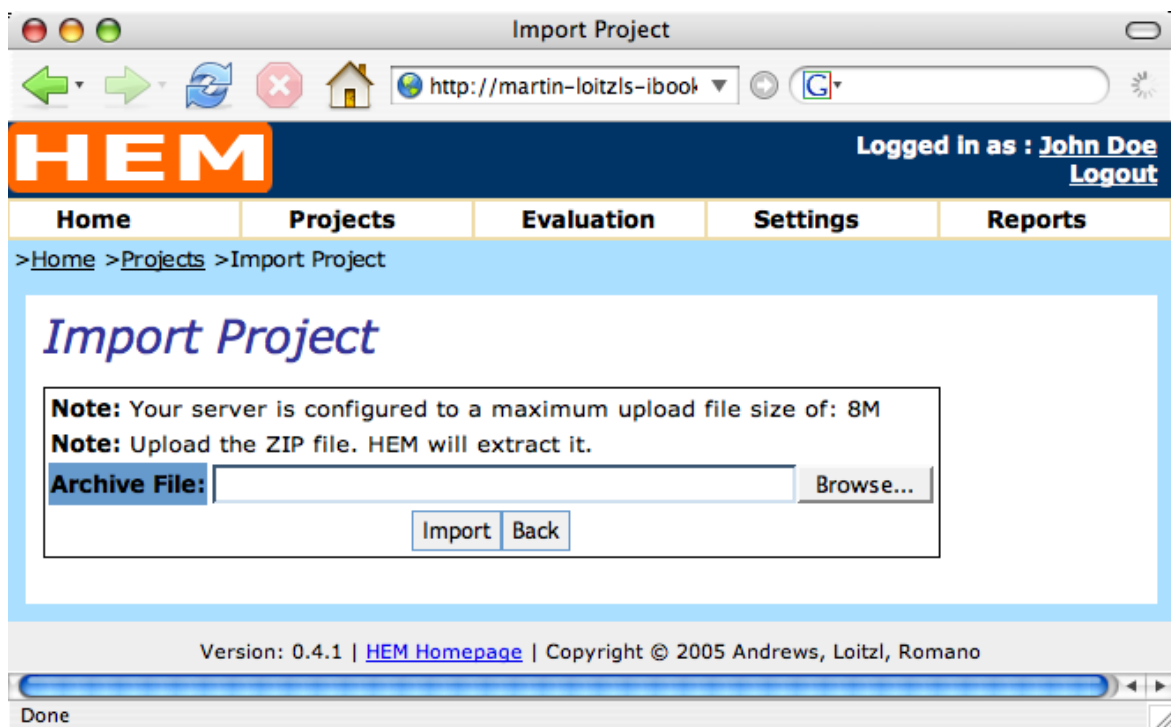 Import Project
http://martin-loitzls-ibook
G
HEM
Logged in as : John Doe
Logout
Home Projects Evaluation Settings Reports
>Home >Projects >Import Project
Import Project
Note: Your server is configured to a maximum upload file size of: 8M
Note: Upload the ZIP file. HEM will extract it.
Archive File: Browse...
Import Back
Version: 0.4.1 | HEM Homepage | Copyright © 2005 Andrews, Loitzl, Romano
Done